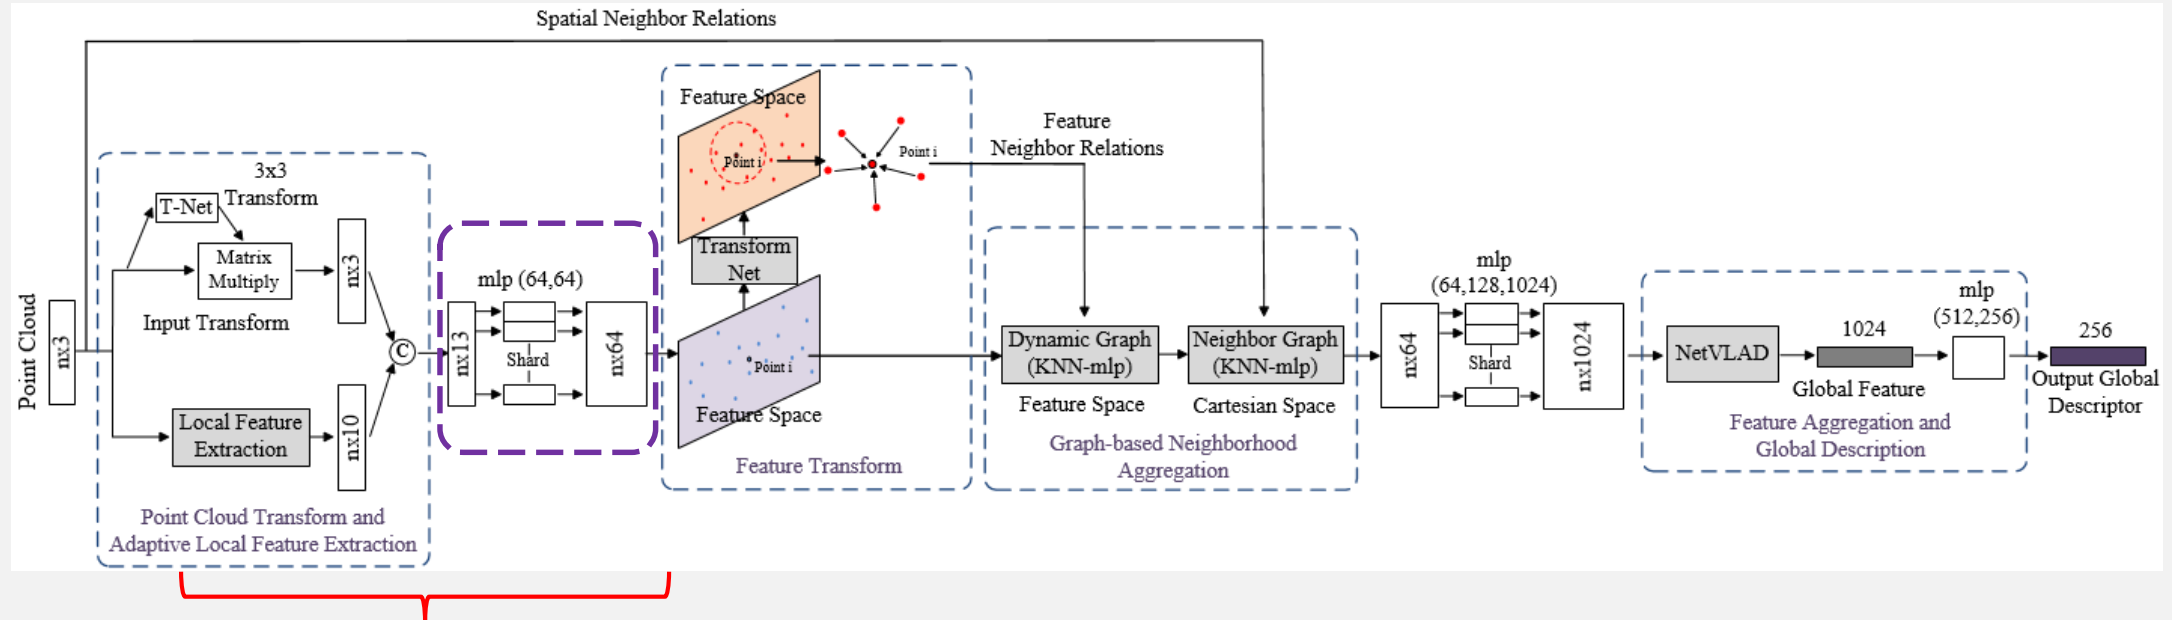 Spatial Neighbor Relations
Point Cloud
nx3
3x3
Transform
T-Net
Matrix
Multiply
nx3
Input Transform
Local Feature
Extraction
nx10
C
Point Cloud Transform and
Adaptive Local Feature Extraction
mlp (64,64)
nx13
Shard
nx64
Feature Space
Point i
Point i
Transform
Net
Point i
Feature Space
Feature Transform
Feature
Neighbor Relations
Dynamic Graph
(KNN-mlp)
Feature Space
Neighbor Graph
(KNN-mlp)
Cartesian Space
Graph-based Neighborhood
Aggregation
mlp
(64,128,1024)
nx64
Shard
nx1024
NetVLAD
1024
Global Feature
mlp
(512,256)
Feature Aggregation and
Global Description
256
Output Global
Descriptor